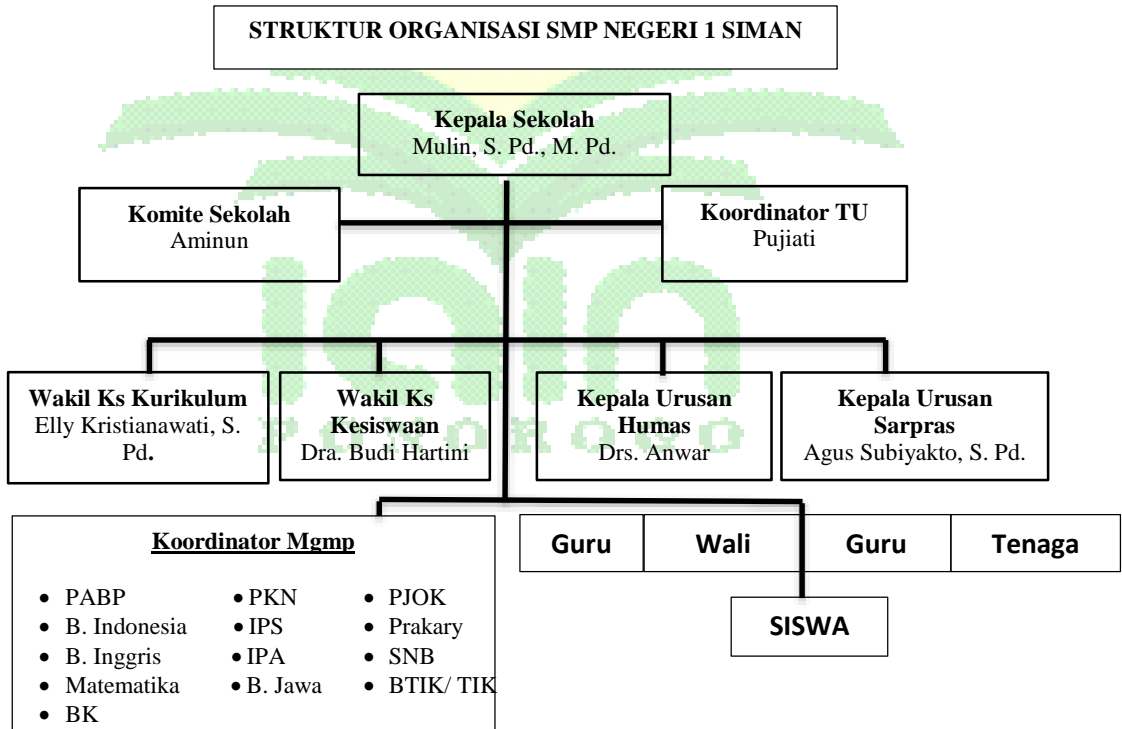 STRUKTUR ORGANISASI SMP NEGERI 1 SIMAN
Kepala Sekolah
Mulin, S. Pd., M. Pd.
Komite Sekolah
Aminun
Koordinator TU
Pujiati
Wakil Ks Kurikulum
Elly Kristianawati, S.
Pd.
Wakil Ks
Kesiswaan
Dra. Budi Hartini
Kepala Urusan
Humas
Drs. Anwar
Kepala Urusan
Sarpras
Agus Subiyakto, S. Pd.
iain
PONOROGO
Koordinator Mgmp
• PABP
• B. Indonesia
• B. Inggris
• Matematika
• BK
• PKN
• IPS
• IPA
• B. Jawa
• PJOK
• Prakary
• SNB
• BTIK/ TIK
Guru
Wali
Guru
Tenaga
SISWA